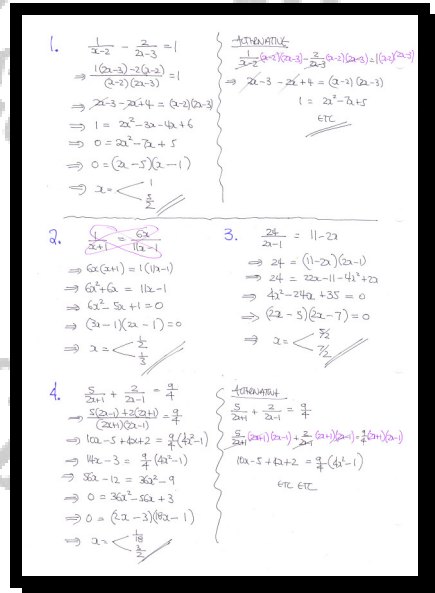 1. 1/(x-2) - 2/(2x-3) = 1
⇒ (1(2x-3) - 2(x-2))/((x-2)(2x-3)) = 1
⇒ 2x-3 - 2x+4 = (x-2)(2x-3)
⇒ 1 = 2x² - 3x - 4x + 6
⇒ 0 = 2x² - 7x + 5
⇒ 0 = (2x-5)(x-1)
⇒ x = < 1
5/2
ALTERNATIVE
1/(x-2) (x-2)(2x-3) - 2/(2x-3) (x-2)(2x-3) = 1(x-2)(2x-3)
⇒ 2x-3 - 2x+4 = (x-2)(2x-3)
1 = 2x² - 7x + 5
ETC
2. 1/(x+1) = 6x/(11x-1)
⇒ 6x(x+1) = 1(11x-1)
⇒ 6x² + 6x = 11x - 1
⇒ 6x² - 5x + 1 = 0
⇒ (3x-1)(2x-1) = 0
⇒ x = < 1/2
1/3
3. 24/(2x-1) = 11-2x
⇒ 24 = (11-2x)(2x-1)
⇒ 24 = 22x - 11 - 4x² + 2x
⇒ 4x² - 24x + 35 = 0
⇒ (2x-5)(2x-7) = 0
⇒ x = < 5/2
7/2
4. 5/(2x+1) + 2/(2x-1) = 9/4
⇒ (5(2x-1) + 2(2x+1))/((2x+1)(2x-1)) = 9/4
⇒ 10x-5 + 4x+2 = 9/4 (4x²-1)
⇒ 14x - 3 = 9/4 (4x²-1)
⇒ 56x - 12 = 36x² - 9
⇒ 0 = 36x² - 56x + 3
⇒ 0 = (2x-3)(18x-1)
⇒ x = < 1/18
3/2
ALTERNATIVE
5/(2x+1) + 2/(2x-1) = 9/4
5/(2x+1) (2x+1)(2x-1) + 2/(2x-1) (2x+1)(2x-1) = 9/4 (2x+1)(2x-1)
10x-5 + 4x+2 = 9/4 (4x²-1)
ETC ETC